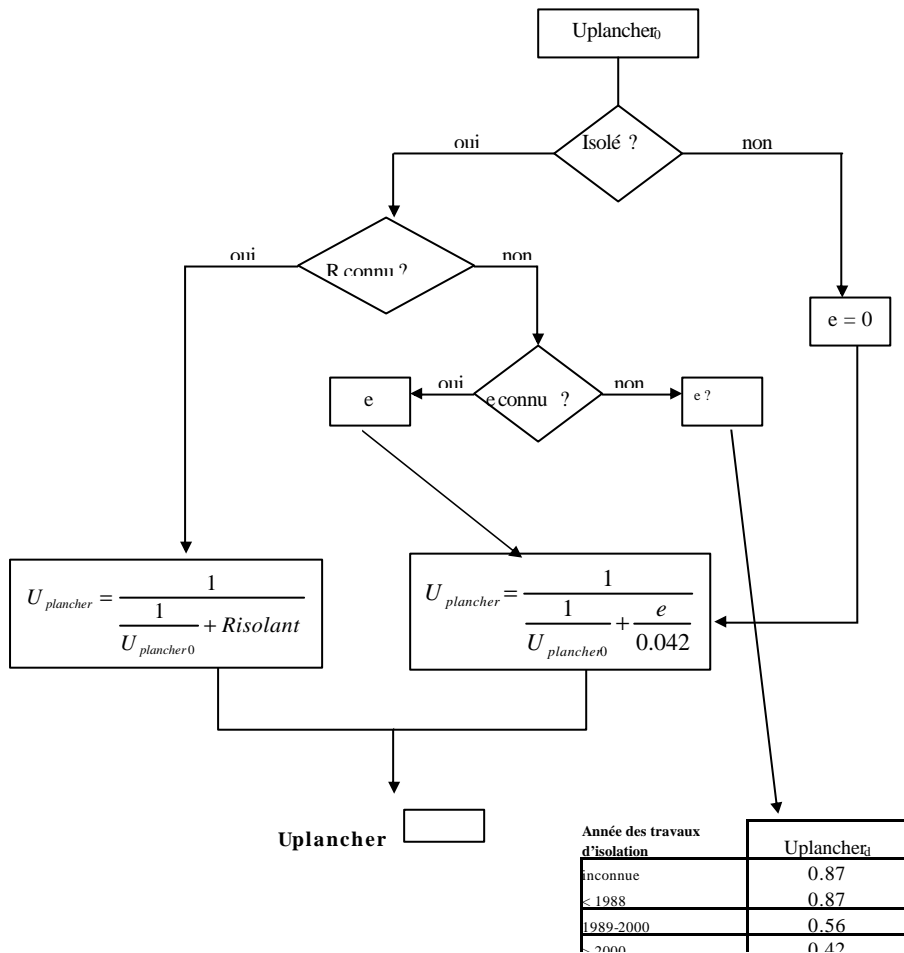 Uplancher0
Isolé ?
oui
non
oui
R connu ?
non
e = 0
e
oui
e connu ?
non
e ?
U plancher = 1 / (1 / U plancher0 + Risolant)
U plancher = 1 / (1 / U plancher0 + e / 0.042)
Uplancher
Année des travaux
d'isolation
Uplancherd
inconnue
0.87
< 1988
0.87
1989-2000
0.56
> 2000
0.42